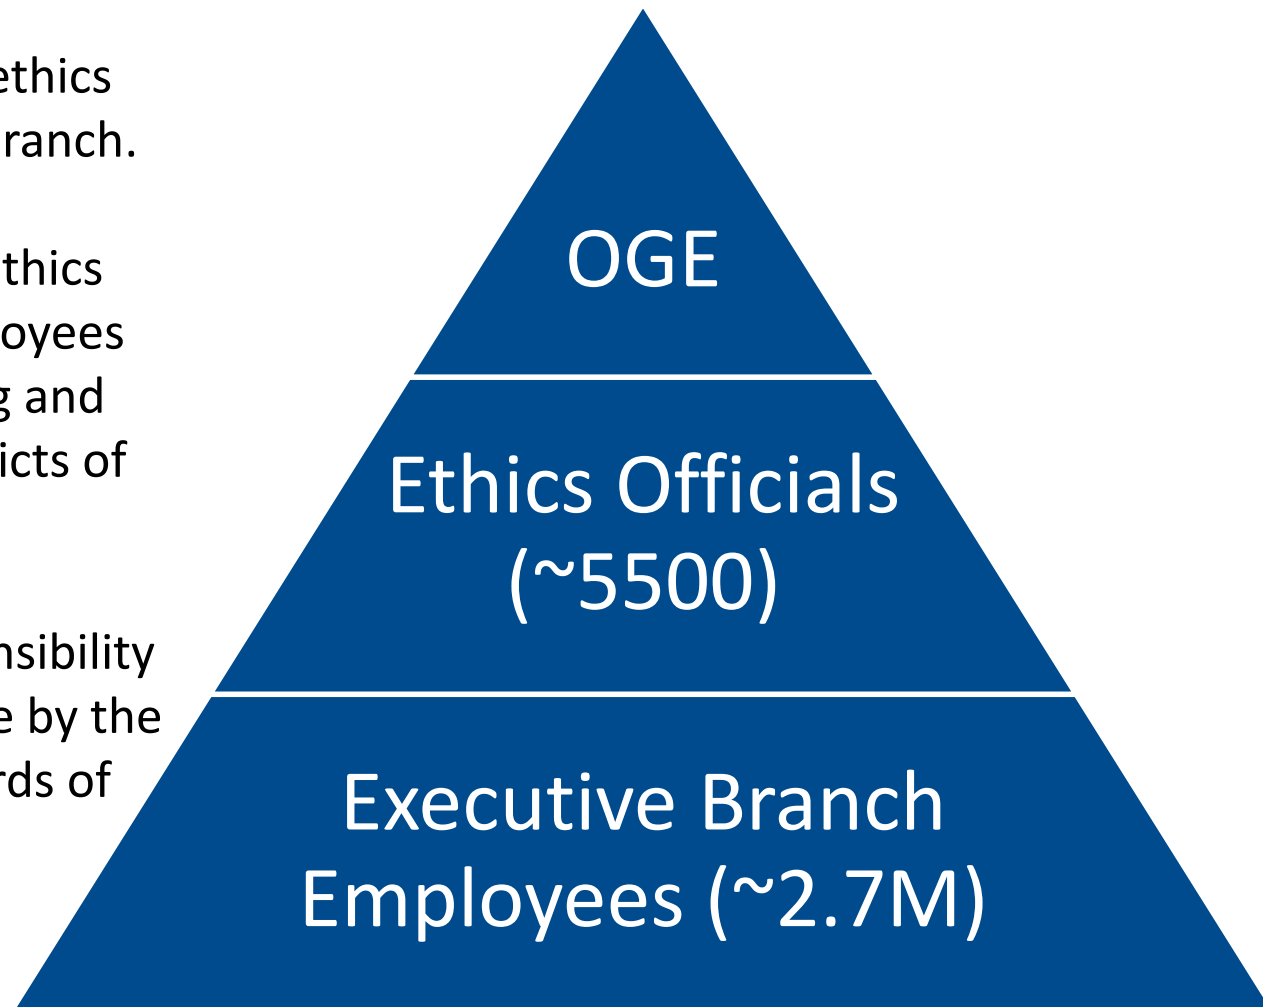 ethics
ranch.
thics
oyees
g and
icts of
nsibility
e by the
rds of
OGE
Ethics Officials
(~5500)
Executive Branch
Employees (~2.7M)